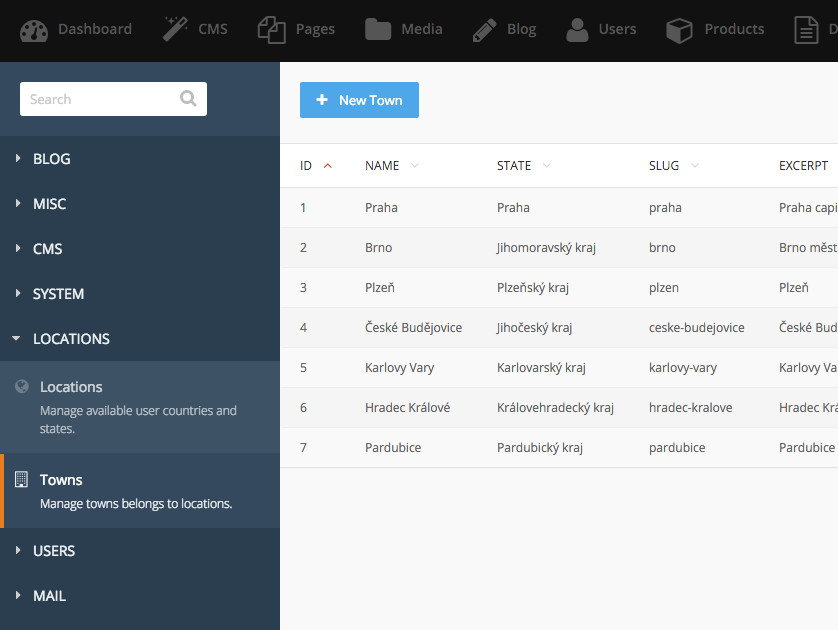 Dashboard CMS Pages Media Blog Users Products D
Search
New Town
BLOG
MISC
CMS
SYSTEM
LOCATIONS
Locations
Manage available user countries and
states.
Towns
Manage towns belongs to locations.
USERS
MAIL
ID NAME STATE SLUG EXCERPT
1 Praha Praha praha Praha capi
2 Brno Jihomoravský kraj brno Brno měst
3 Plzeň Plzeňský kraj plzen Plzeň
4 České Budějovice Jihočeský kraj ceske-budejovice České Bud
5 Karlovy Vary Karlovarský kraj karlovy-vary Karlovy Va
6 Hradec Králové Královehradecký kraj hradec-kralove Hradec Krá
7 Pardubice Pardubický kraj pardubice Pardubice